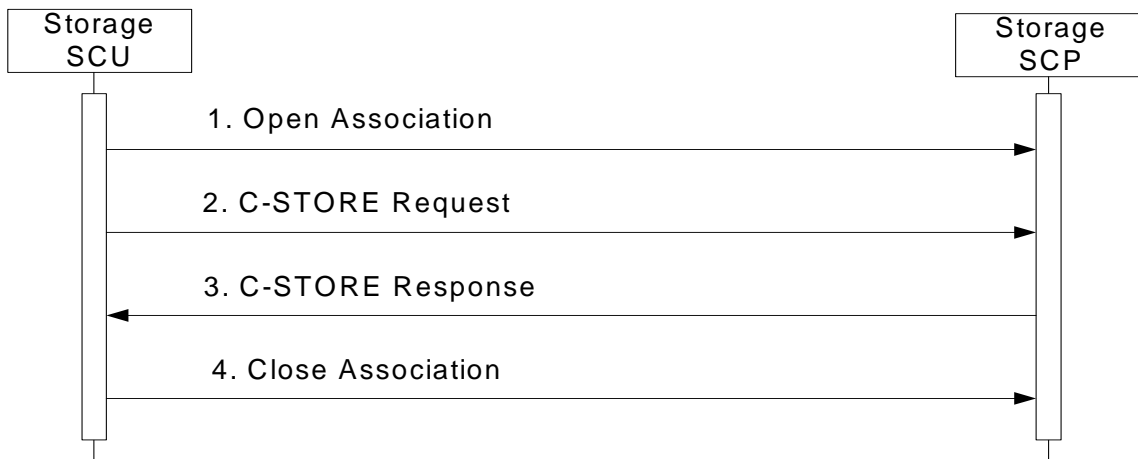 Storage
SCU
Storage
SCP
1. Open Association
2. C-STORE Request
3. C-STORE Response
4. Close Association